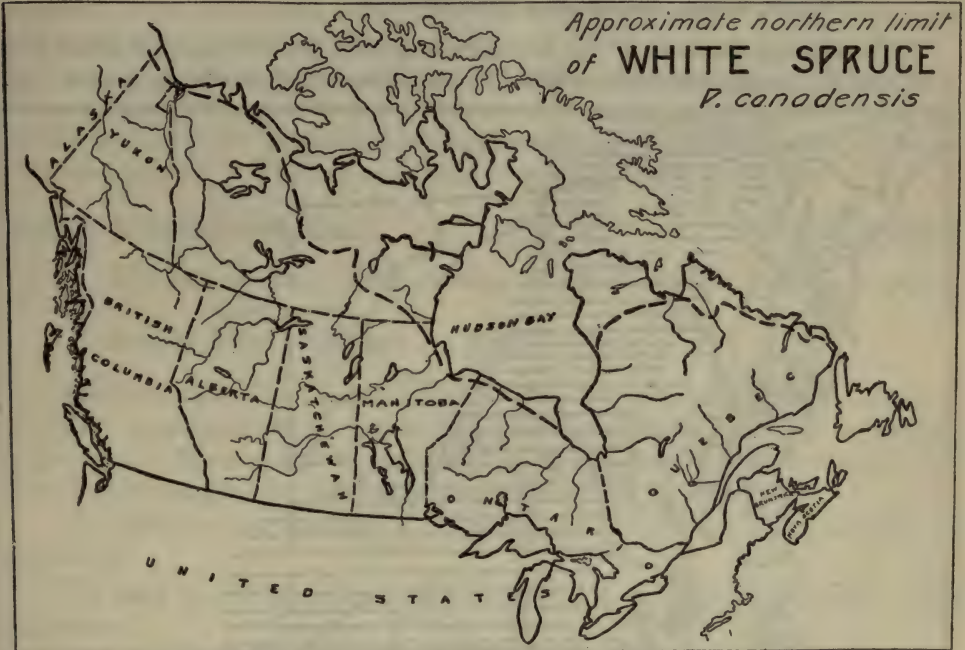 Approximate northern limit
of WHITE SPRUCE
P. canadensis
ALASKA
YUKON
BRITISH
COLUMBIA
ALBERTA
SASKATCHEWAN
MANITOBA
HUDSON BAY
ONTARIO
QUEBEC
NEW
BRUNSWICK
NOVA SCOTIA
UNITED STATES